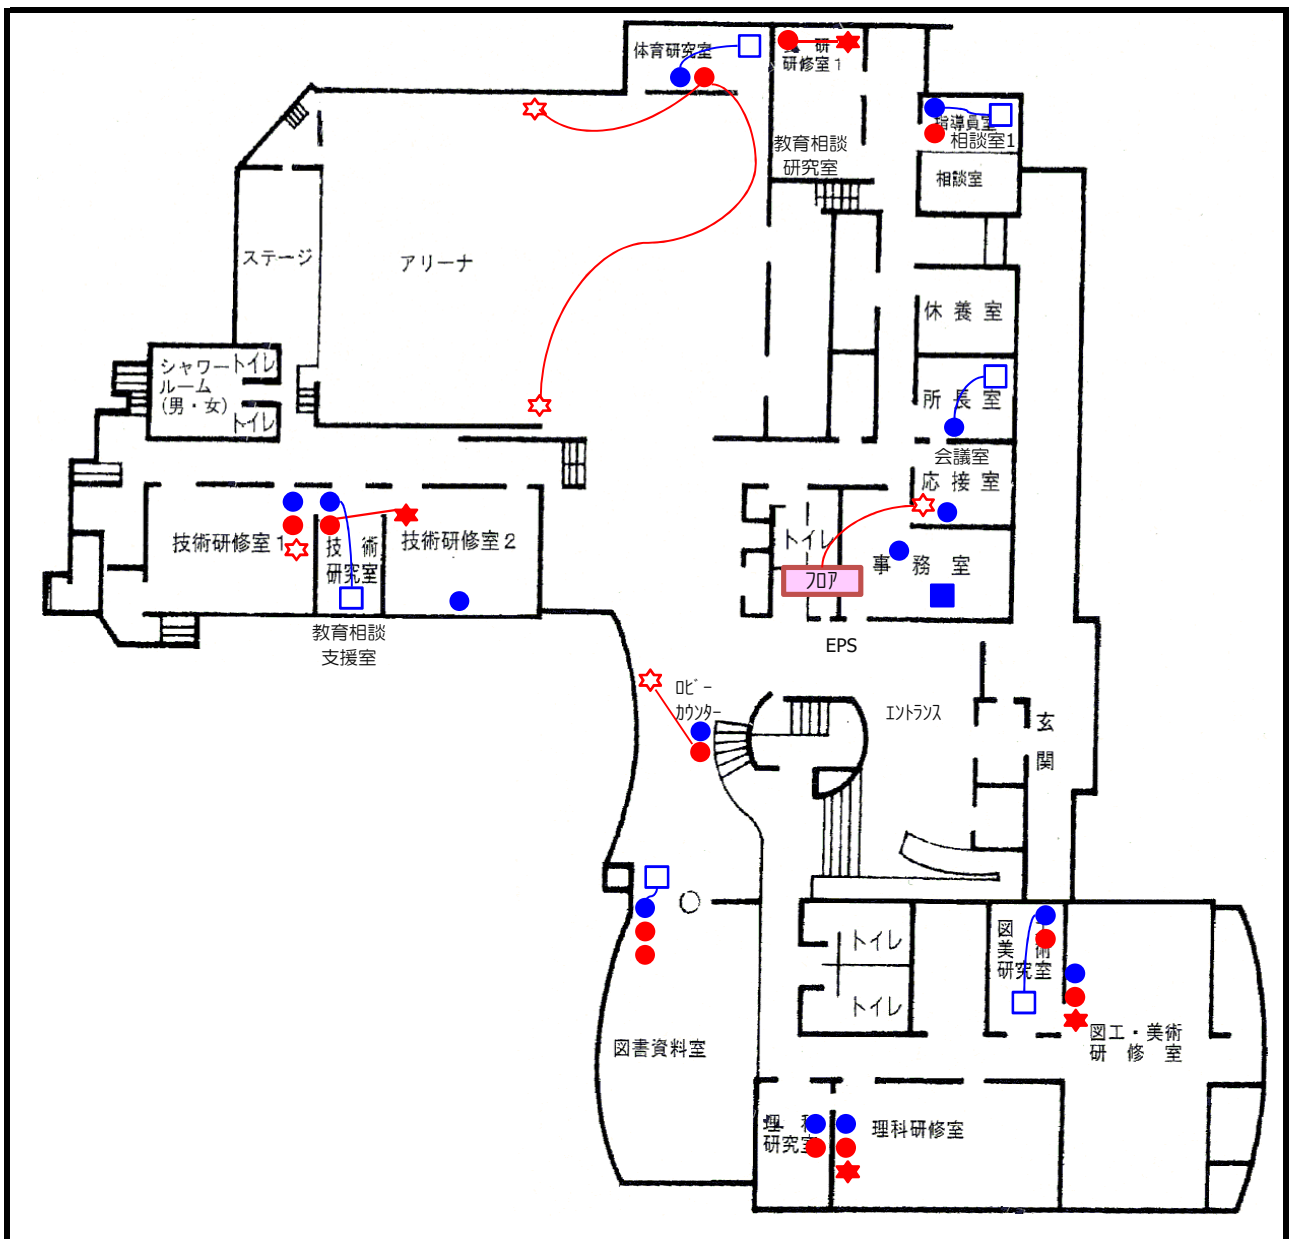 体育研究室
研
研修室1
指導員室
相談室1
教育相談
研究室
相談室
ステージ
アリーナ
休養室
シャワー
ルーム
(男・女)
トイレ
トイレ
所長室
会議室
応接室
技術研修室1
技術
研究室
技術研修室2
トイレ
事務室
フロア
教育相談
支援室
EPS
ロビー
カウンター
エントランス
玄
関
トイレ
トイレ
図
美術
研究室
図書資料室
図工・美術
研修室
理科
研究室
理科研修室